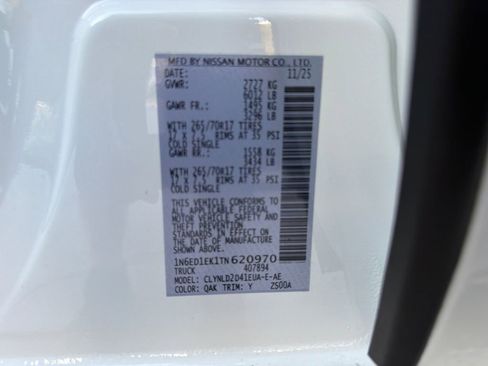 MFD BY NISSAN MOTOR CO., LTD.
DATE: 11/25
GVWR: 2727 KG
6012 LB
GAWR FR.: 1495 KG
3296 LB
WITH 265/70R17 TIRES
17 X 7.5 RIMS AT 35 PSI
COLD SINGLE
GAWR RR: 1558 KG
3434 LB
WITH 265/70R17 TIRES
17 X 7.5 RIMS AT 35 PSI
COLD SINGLE
THIS VEHICLE CONFORMS TO
ALL APPLICABLE FEDERAL
MOTOR VEHICLE SAFETY AND
THEFT PREVENTION
STANDARDS IN EFFECT ON
THE DATE OF MANUFACTURE
SHOWN ABOVE
1N6ED1EK1TN620970
TRUCK 407894
MODEL: CLYNLD2D41EUA-E-AE
COLOR: QAK TRIM: Y ZS00A